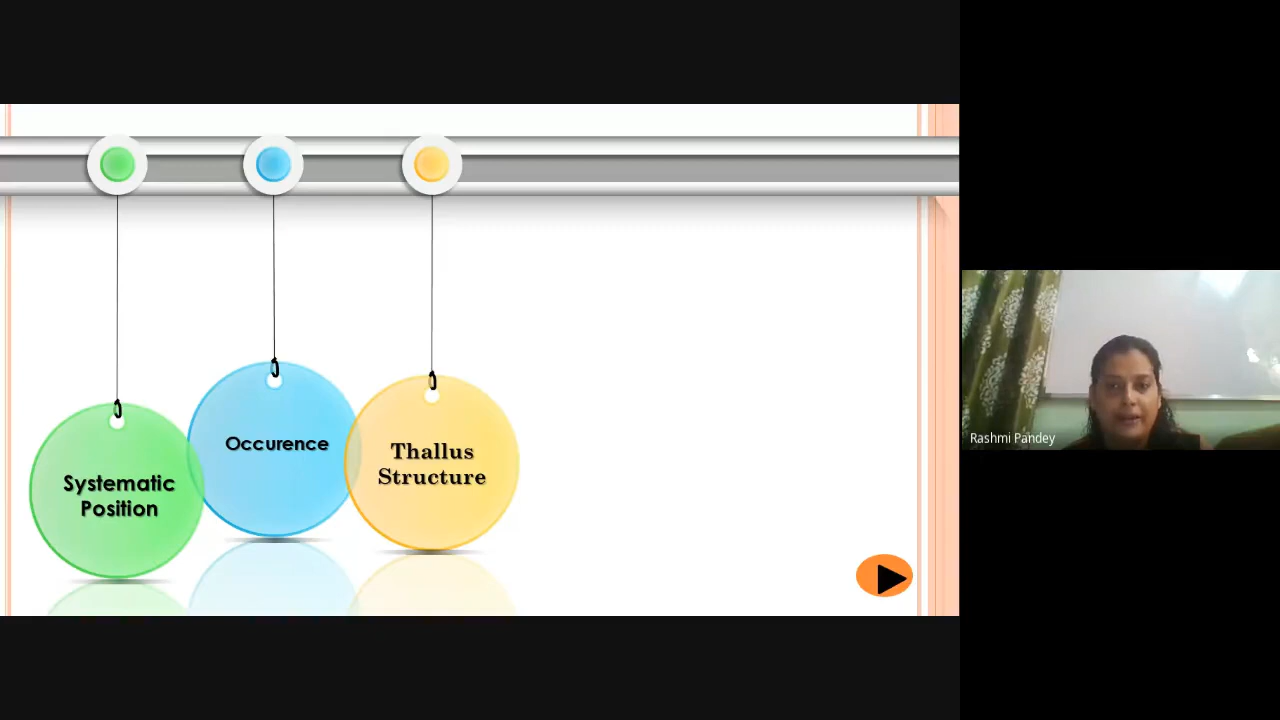 Systematic
Position
Occurence
Thallus
Structure
Rashmi Pandey